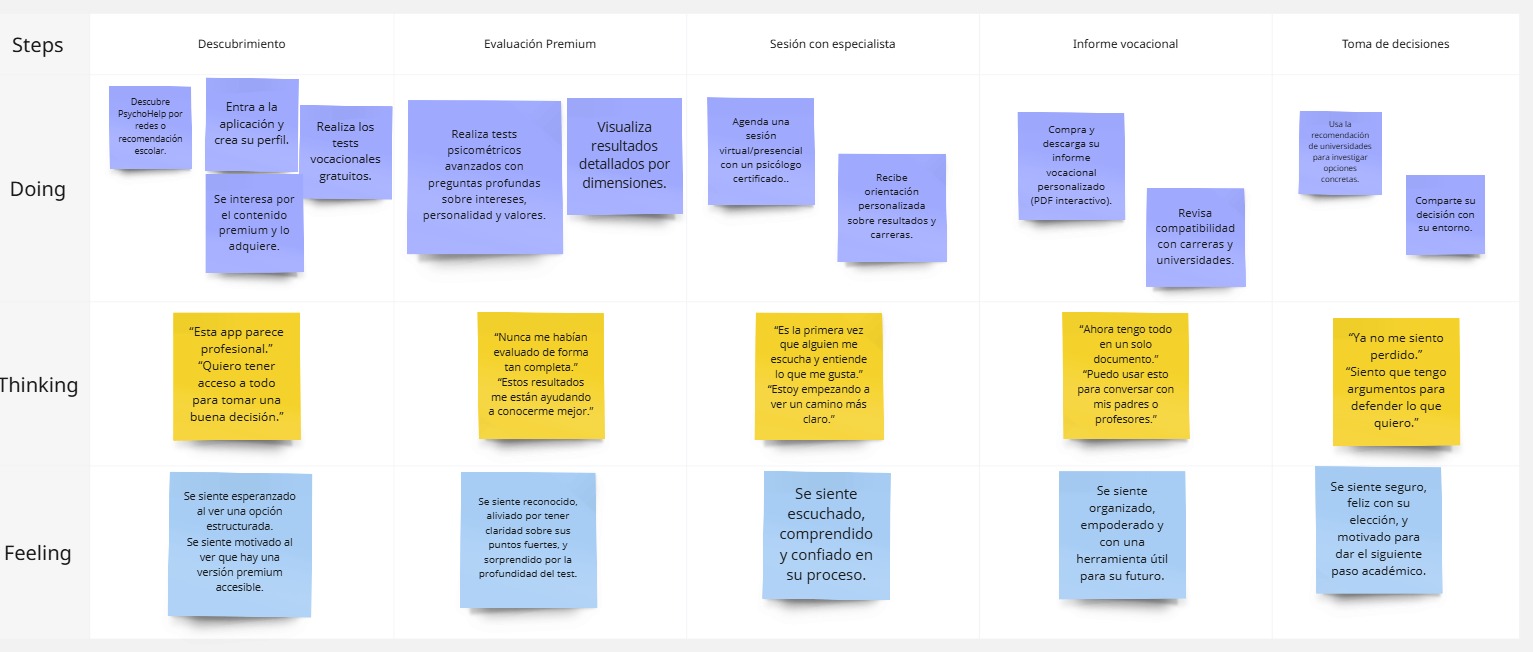 Steps
Descubrimiento
Evaluación Premium
Sesión con especialista
Informe vocacional
Toma de decisiones
Doing
Descubre
PsychoHelp por
redes o
recomendación
escolar.
Entra a la
aplicación y
crea su perfil.
Realiza los
tests
vocacionales
gratuitos.
Se interesa por
el contenido
premium y lo
adquiere.
Realiza tests
psicométricos
avanzados con
preguntas profundas
sobre intereses,
personalidad y valores.
Visualiza
resultados
detallados por
dimensiones.
Agenda una
sesión
virtual/presencial
con un psicólogo
certificado..
Recibe
orientación
personalizada
sobre resultados y
carreras.
Compra y
descarga su
informe
vocacional
personalizado
(PDF interactivo).
Revisa
compatibilidad
con carreras y
universidades.
Usa la
recomendación
de universidades
para investigar
opciones
concretas.
Comparte su
decisión con
su entorno.
Thinking
“Esta app parece
profesional.”
“Quiero tener
acceso a todo
para tomar una
buena decisión.”
“Nunca me habían
evaluado de forma
tan completa.”
“Estos resultados
me están ayudando
a conocerme mejor.”
“Es la primera vez
que alguien me
escucha y entiende
lo que me gusta.”
“Estoy empezando a
ver un camino más
claro.”
“Ahora tengo todo
en un solo
documento.”
“Puedo usar esto
para conversar con
mis padres o
profesores.”
“Ya no me siento
perdido.”
“Siento que tengo
argumentos para
defender lo que
quiero.”
Feeling
Se siente esperanzado
al ver una opción
estructurada.
Se siente motivado al
ver que hay una
versión premium
accesible.
Se siente reconocido,
aliviado por tener
claridad sobre sus
puntos fuertes, y
sorprendido por la
profundidad del test.
Se siente
escuchado,
comprendido
y confiado en
su proceso.
Se siente
organizado,
empoderado y
con una
herramienta útil
para su futuro.
Se siente seguro,
feliz con su
elección, y
motivado para
dar el siguiente
paso académico.